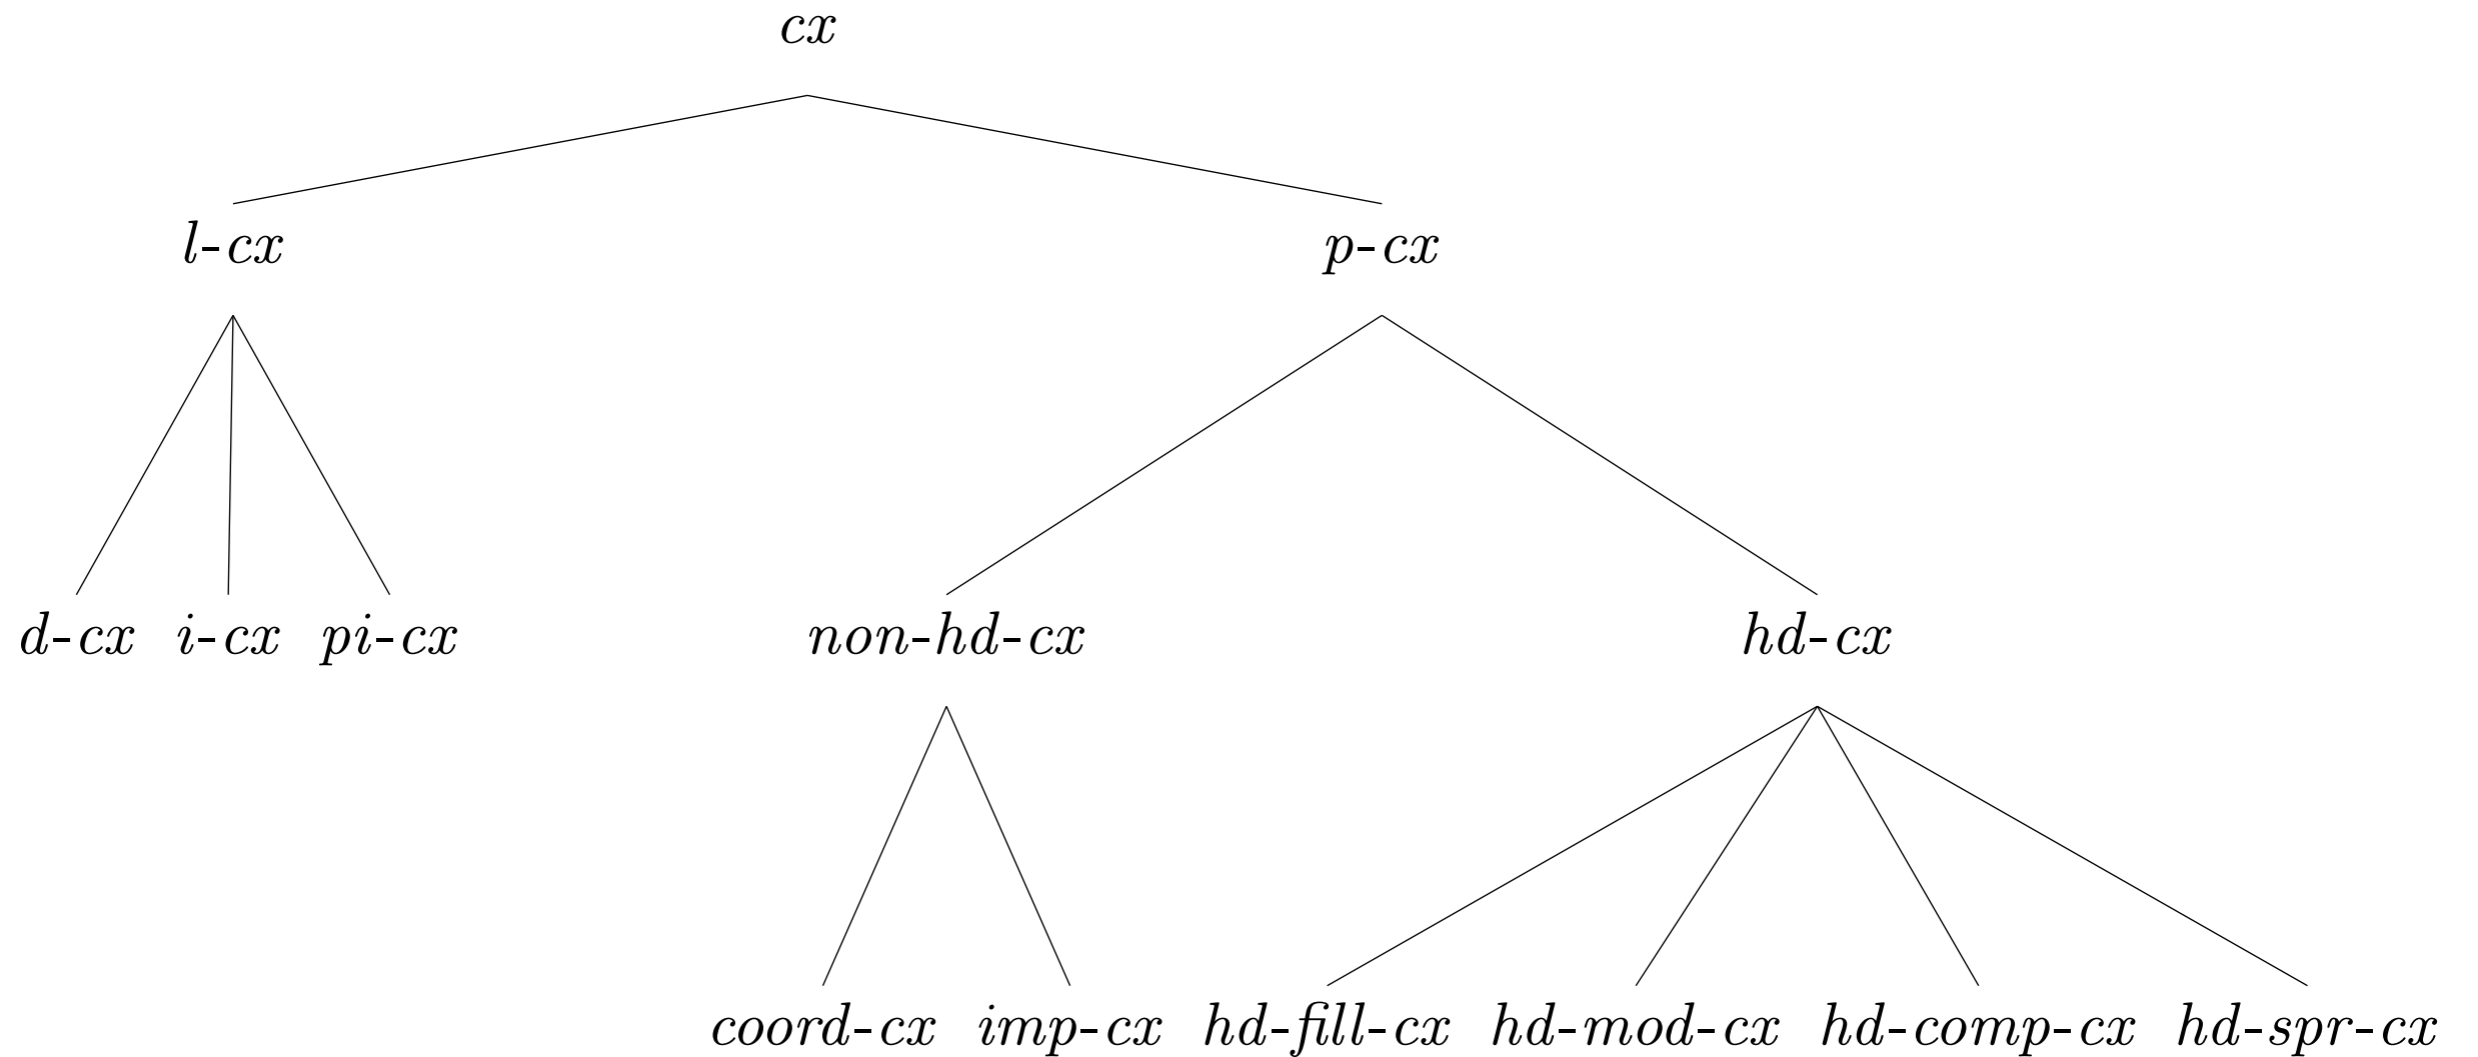 cx
l-cx p-cx
d-cx i-cx pi-cx non-hd-cx hd-cx
coord-cx imp-cx hd-fill-cx hd-mod-cx hd-comp-cx hd-spr-cx